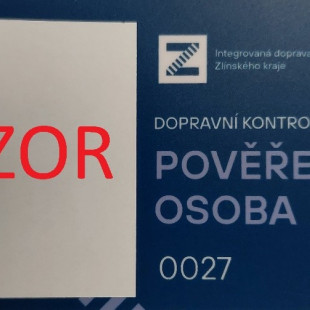 Integrovaná doprava
Zlínského kraje
DOPRAVNÍ KONTRO
ZOR
POVĚŘE
OSOBA
0027